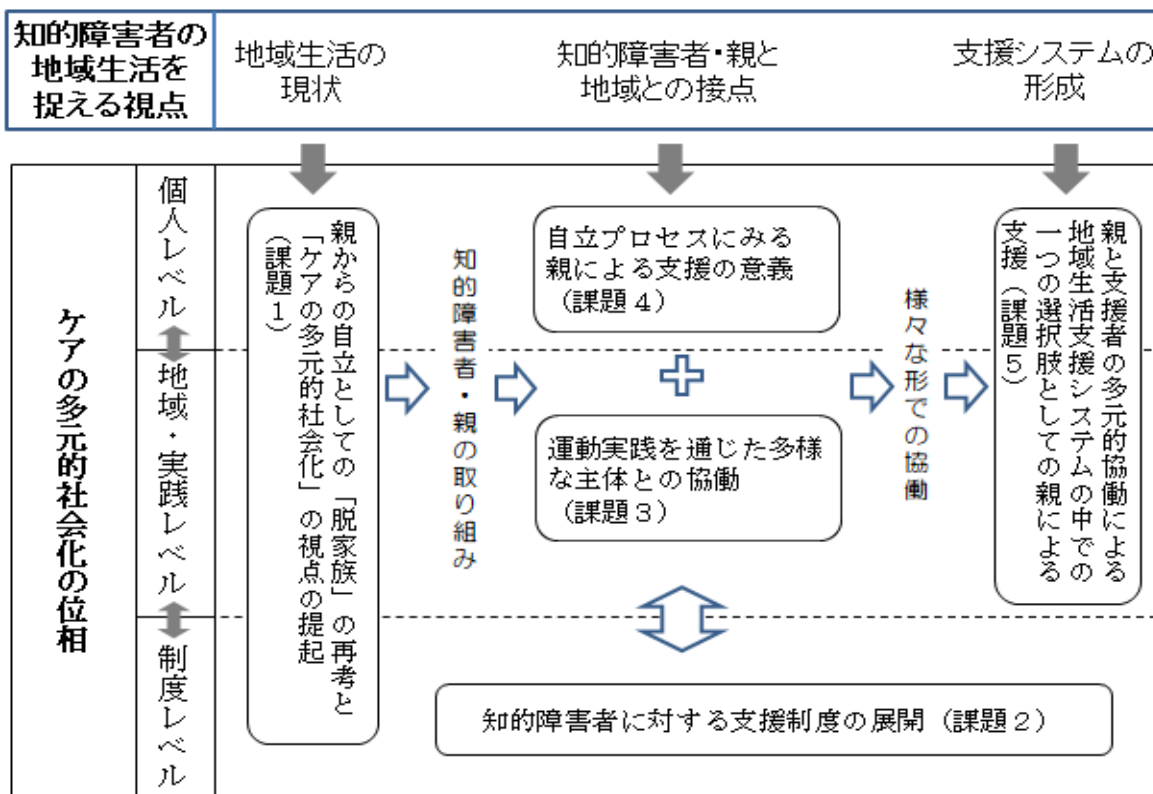 知的障害者の
地域生活を
捉える視点
地域生活の
現状
知的障害者・親と
地域との接点
支援システムの
形成
ケアの多元的社会化の位相
個人レベル
地域・実践レベル
制度レベル
親からの自立としての「脱家族」の再考と
「ケアの多元的社会化」の視点の提起
（課題１）
知的障害者・親の取り組み
自立プロセスにみる
親による支援の意義
（課題４）
運動実践を通じた多様
な主体との協働
（課題３）
様々な形での協働
親と支援者の多元的協働による
地域生活支援システムの中での
一つの選択肢としての親による
支援（課題５）
知的障害者に対する支援制度の展開（課題２）